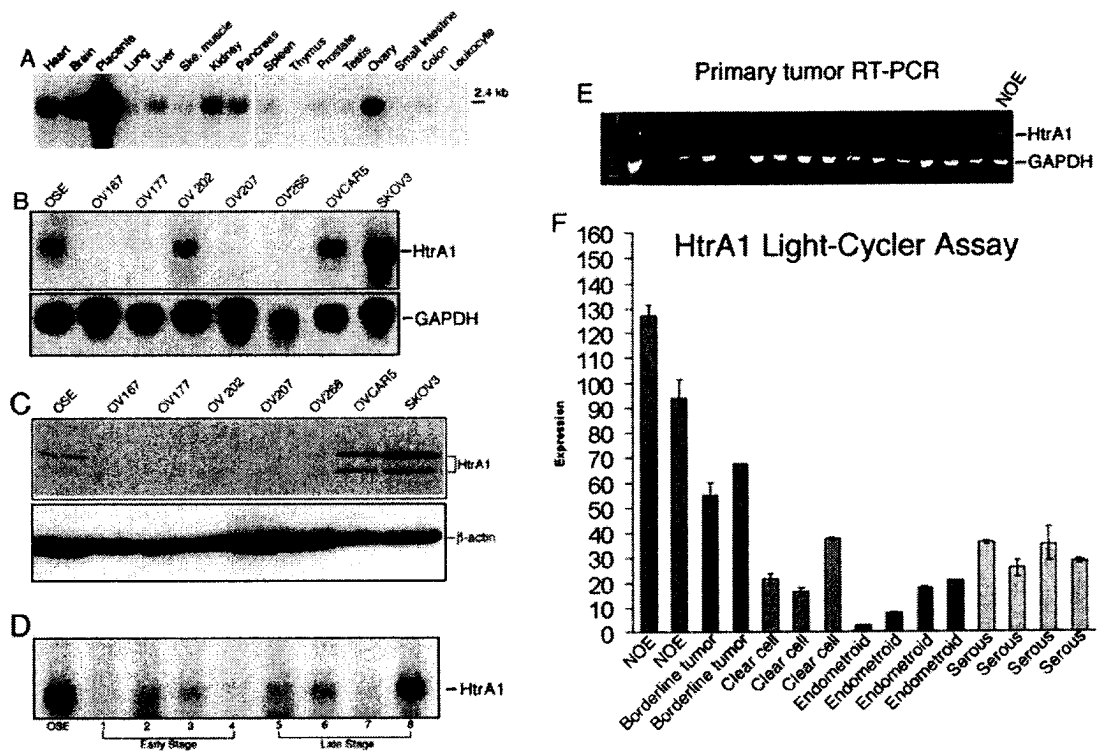 A
Heart
Brain
Placenta
Lung
Liver
Ske. muscle
Kidney
Pancreas
Spleen
Thymus
Prostate
Testis
Ovary
Small Intestine
Colon
Leukocyte
2.4 kb
B
OSE
OV167
OV177
OV 202
OV207
OV266
OVCAR5
SKOV3
HtrA1
GAPDH
C
OSE
OV167
OV177
OV 202
OV207
OV266
OVCAR5
SKOV3
HtrA1
β-actin
D
HtrA1
OSE 1 2 3 4 5 6 7 8
Early Stage
Late Stage
Primary tumor RT-PCR
E
NOE
HtrA1
GAPDH
F
HtrA1 Light-Cycler Assay
Expression
160
150
140
130
120
110
100
90
80
70
60
50
40
30
20
10
0
NOE
NOE
Borderline tumor
Borderline tumor
Clear cell
Clear cell
Clear cell
Endometroid
Endometroid
Endometroid
Endometroid
Serous
Serous
Serous
Serous